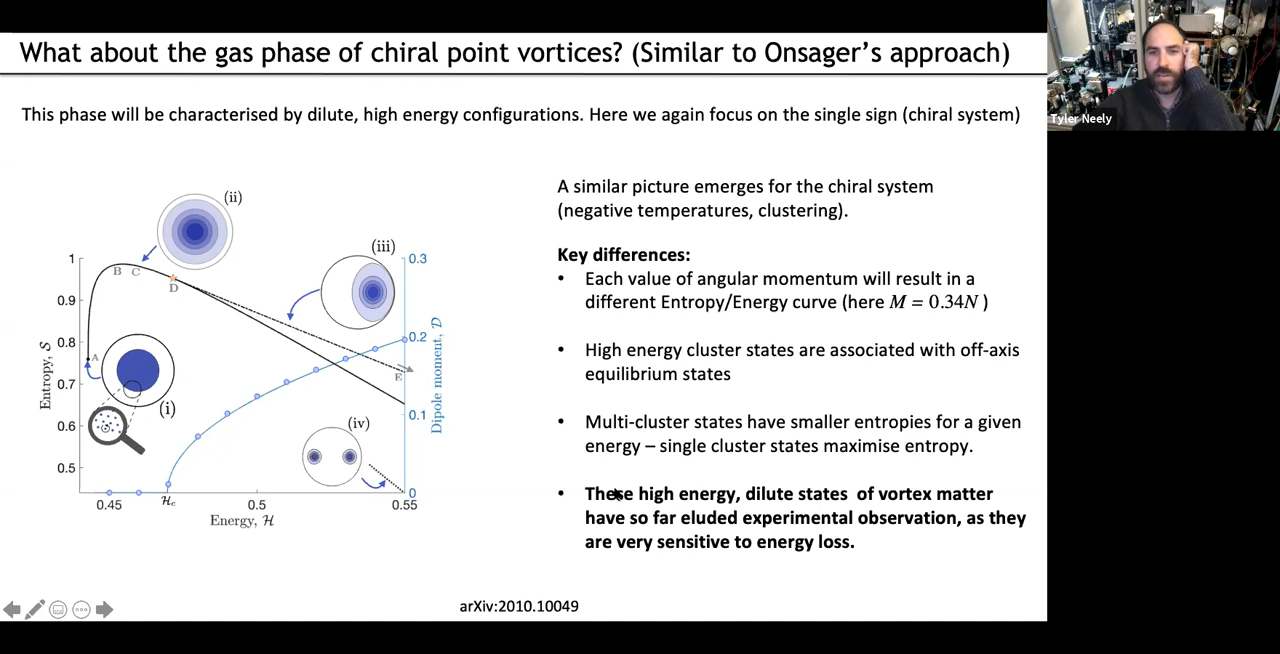 What about the gas phase of chiral point vortices? (Similar to Onsager's approach)
Tyler Neely
This phase will be characterised by dilute, high energy configurations. Here we again focus on the single sign (chiral system)
(ii)
(iii)
(i)
(iv)
1
0.9
0.8
0.7
0.6
0.5
Entropy, 𝒮
A
B
C
D
E
0.3
0.2
0.1
0
Dipole moment, 𝒟
0.45
ℋc
0.5
0.55
Energy, ℋ
A similar picture emerges for the chiral system
(negative temperatures, clustering).
Key differences:
• Each value of angular momentum will result in a
different Entropy/Energy curve (here M = 0.34N )
• High energy cluster states are associated with off-axis
equilibrium states
• Multi-cluster states have smaller entropies for a given
energy – single cluster states maximise entropy.
• These high energy, dilute states of vortex matter
have so far eluded experimental observation, as they
are very sensitive to energy loss.
arXiv:2010.10049